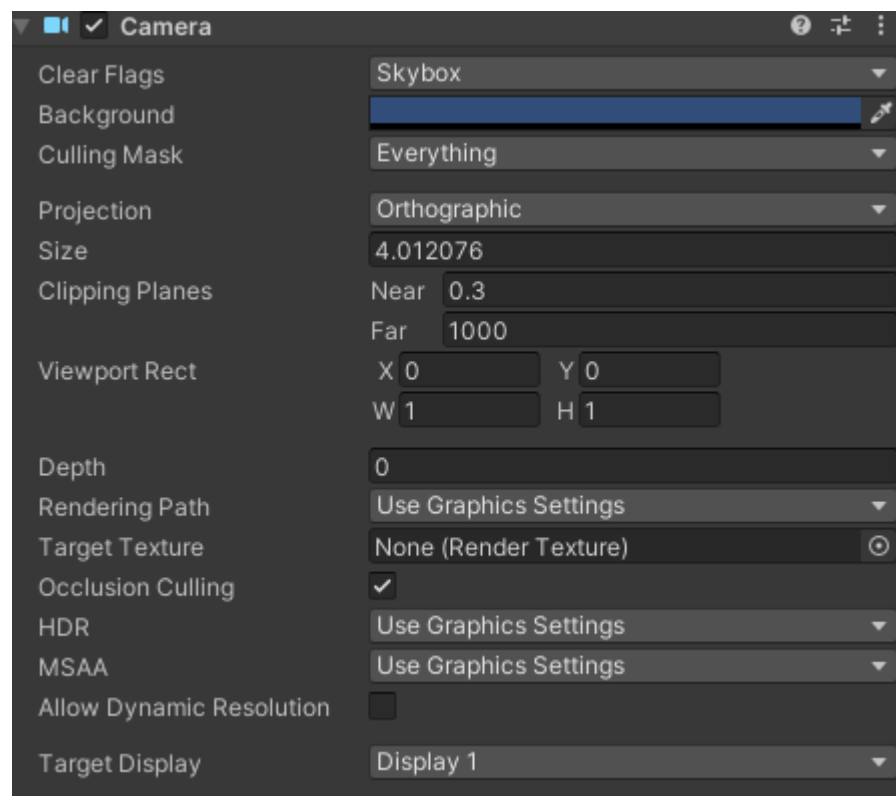 Camera
Clear Flags Skybox
Background
Culling Mask Everything
Projection Orthographic
Size 4.012076
Clipping Planes Near 0.3
Far 1000
Viewport Rect X 0 Y 0
W 1 H 1
Depth 0
Rendering Path Use Graphics Settings
Target Texture None (Render Texture)
Occlusion Culling
HDR Use Graphics Settings
MSAA Use Graphics Settings
Allow Dynamic Resolution
Target Display Display 1